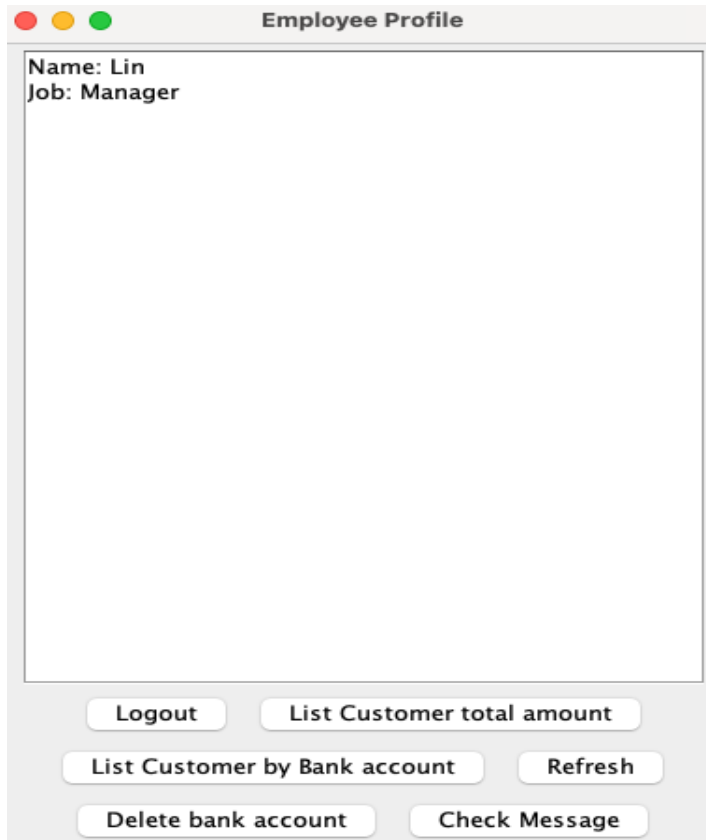 Employee Profile
Name: Lin
Job: Manager
Logout List Customer total amount
List Customer by Bank account Refresh
Delete bank account Check Message